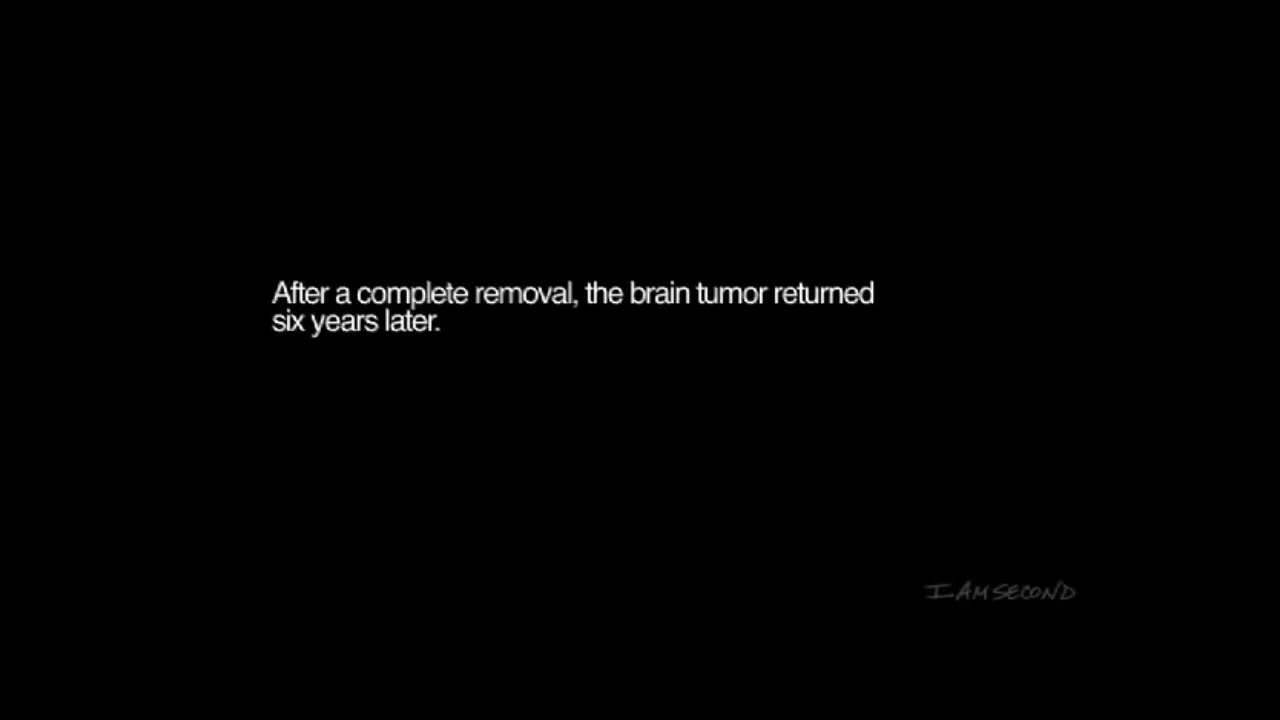 After a complete removal, the brain tumor returned
six years later.
I AM SECOND